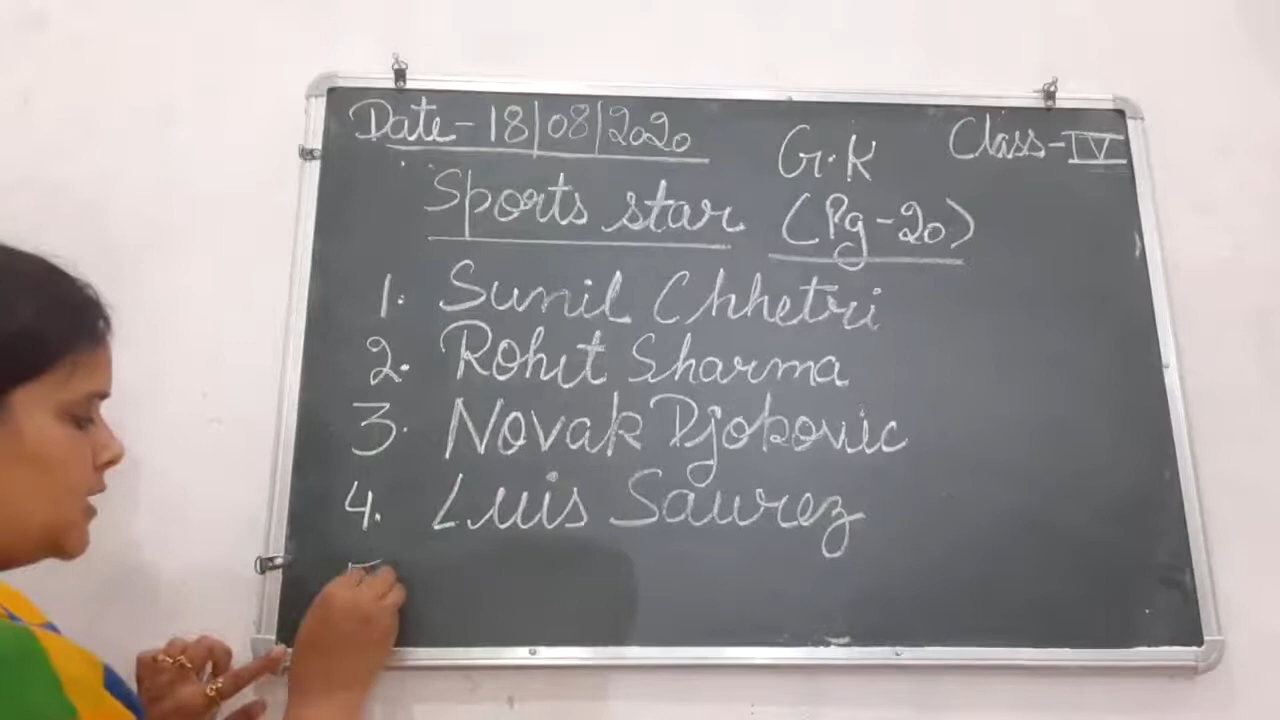 Date - 18|08|2020
G.K
Class - IV
Sports star (Pg - 20)
1. Sunil Chhetri
2. Rohit Sharma
3. Novak Djokovic
4. Luis Saurez